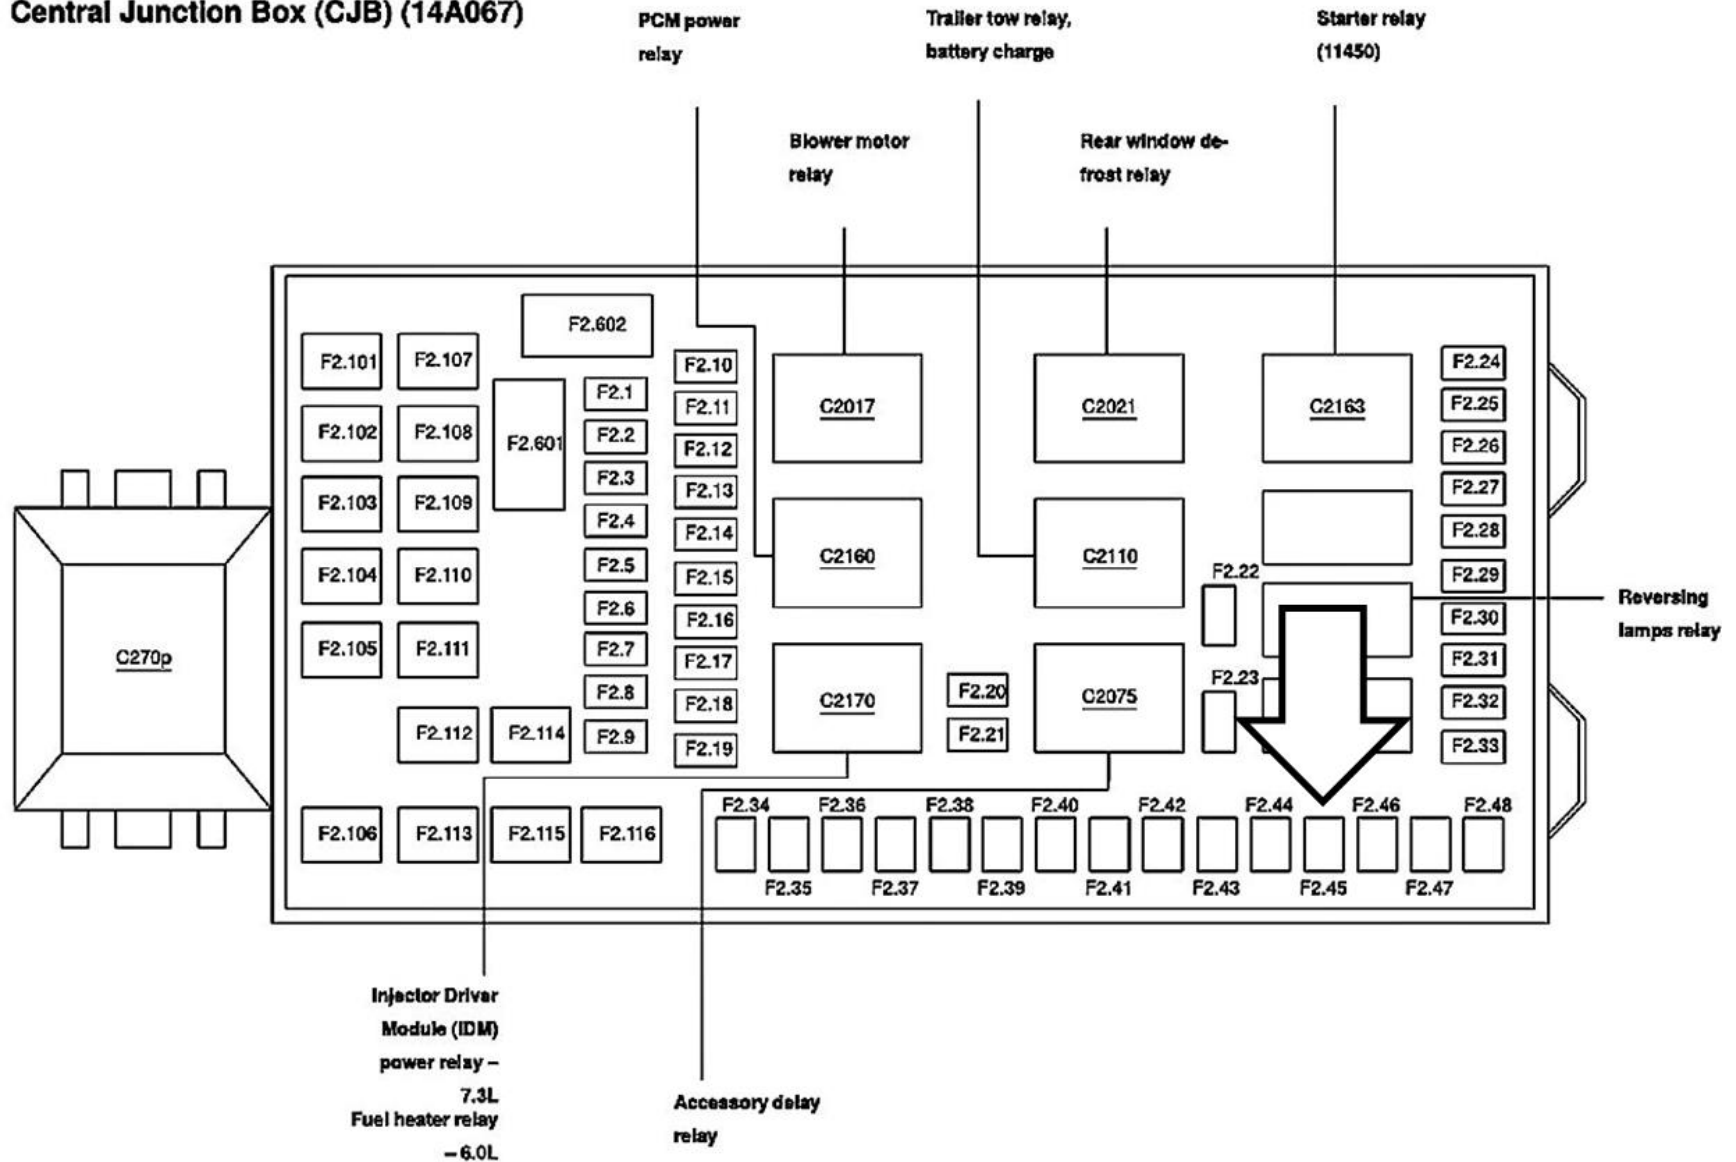 Central Junction Box (CJB) (14A067)
PCM power
relay
Trailer tow relay,
battery charge
Starter relay
(11450)
Blower motor
relay
Rear window de-
frost relay
F2.602
F2.101
F2.107
F2.10
F2.24
F2.1
F2.11
C2017
C2021
C2163
F2.25
F2.102
F2.108
F2.601
F2.2
F2.12
F2.26
F2.3
F2.13
F2.27
F2.103
F2.109
F2.4
F2.14
F2.28
C2160
C2110
F2.104
F2.110
F2.5
F2.15
F2.22
F2.29
F2.6
F2.16
F2.30
Reversing
lamps relay
C270p
F2.105
F2.111
F2.7
F2.17
F2.31
F2.8
F2.18
C2170
F2.20
C2075
F2.23
F2.32
F2.112
F2.114
F2.9
F2.19
F2.21
F2.33
F2.34
F2.36
F2.38
F2.40
F2.42
F2.44
F2.46
F2.48
F2.106
F2.113
F2.115
F2.116
F2.35
F2.37
F2.39
F2.41
F2.43
F2.45
F2.47
Injector Driver
Module (IDM)
power relay –
7.3L
Fuel heater relay
– 6.0L
Accessory delay
relay